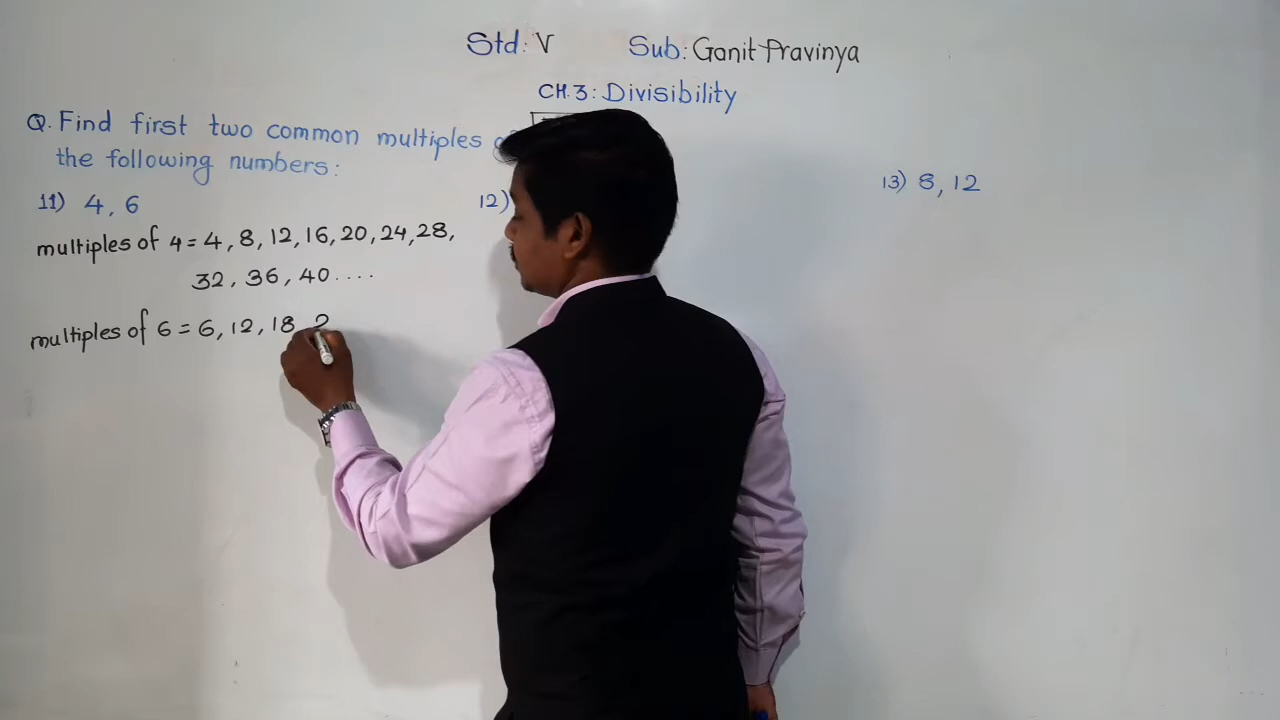 Std: V Sub: Ganit Pravinya
CH. 3: Divisibility
Q. Find first two common multiples
the following numbers:
11) 4, 6
multiples of 4 = 4, 8, 12, 16, 20, 24, 28,
32, 36, 40....
multiples of 6 = 6, 12, 18, 2
12)
13) 8, 12